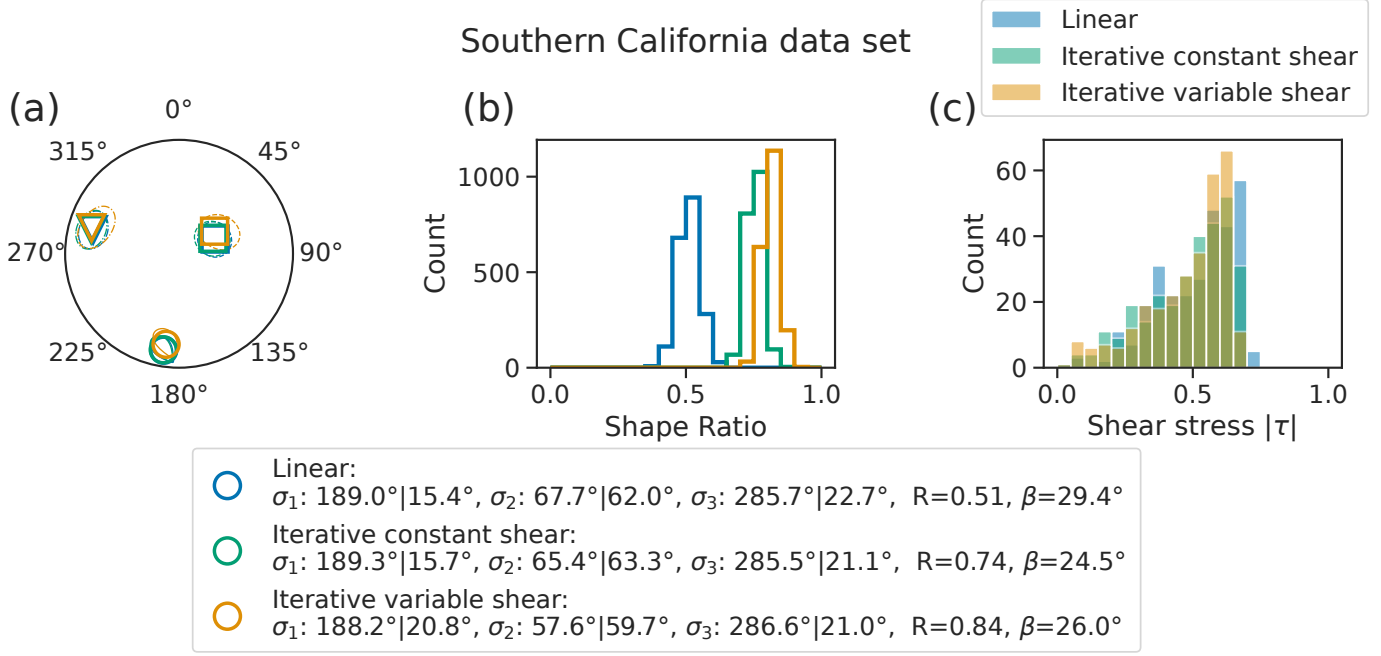 Southern California data set
Linear
Iterative constant shear
Iterative variable shear
(a)
0°
45°
90°
135°
180°
225°
270°
315°
(b)
Count
1000
500
0
0.0
0.5
1.0
Shape Ratio
(c)
Count
60
40
20
0
0.0
0.5
1.0
Shear stress |τ|
Linear:
σ₁: 189.0°|15.4°, σ₂: 67.7°|62.0°, σ₃: 285.7°|22.7°, R=0.51, β=29.4°
Iterative constant shear:
σ₁: 189.3°|15.7°, σ₂: 65.4°|63.3°, σ₃: 285.5°|21.1°, R=0.74, β=24.5°
Iterative variable shear:
σ₁: 188.2°|20.8°, σ₂: 57.6°|59.7°, σ₃: 286.6°|21.0°, R=0.84, β=26.0°